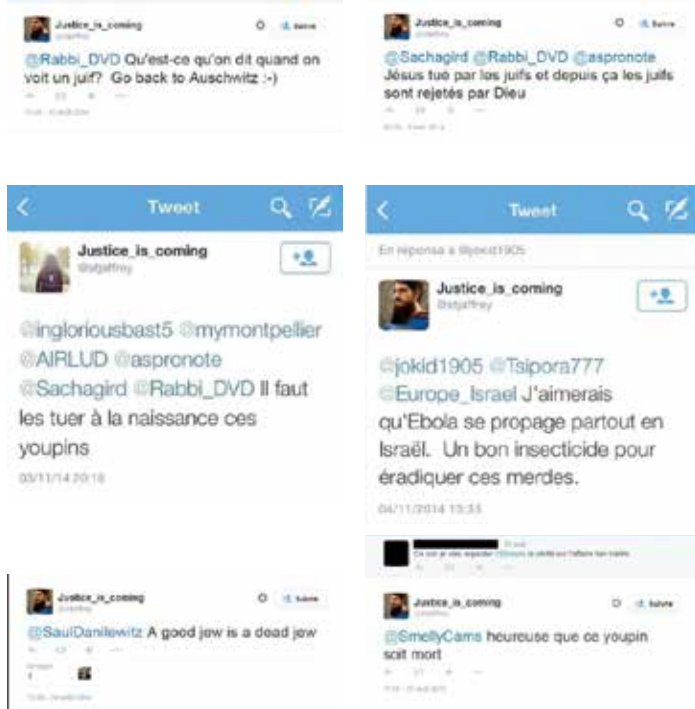 Justice_is_coming
Suivre
@Rabbi_DVD Qu'est-ce qu'on dit quand on
voit un juif? Go back to Auschwitz :-)
Justice_is_coming
Suivre
@Sachagird @Rabbi_DVD @aspronote
Jésus tué par les juifs et depuis ça les juifs
sont rejetés par Dieu
Tweet
Justice_is_coming
@stjaffrey
@ingloriousbast5 @mymontpellier
@AIRLUD @aspronote
@Sachagird @Rabbi_DVD Il faut
les tuer à la naissance ces
youpins
03/11/14 20:18
Tweet
En réponse à @jokid1905
Justice_is_coming
@stjaffrey
@jokid1905 @Tsipora777
@Europe_Israel J'aimerais
qu'Ebola se propage partout en
Israël. Un bon insecticide pour
éradiquer ces merdes.
04/11/2014 13:33
Justice_is_coming
Suivre
@SaulDanilewitz A good jew is a dead jew
Justice_is_coming
Suivre
@SmellyCams heureuse que ce youpin
soit mort